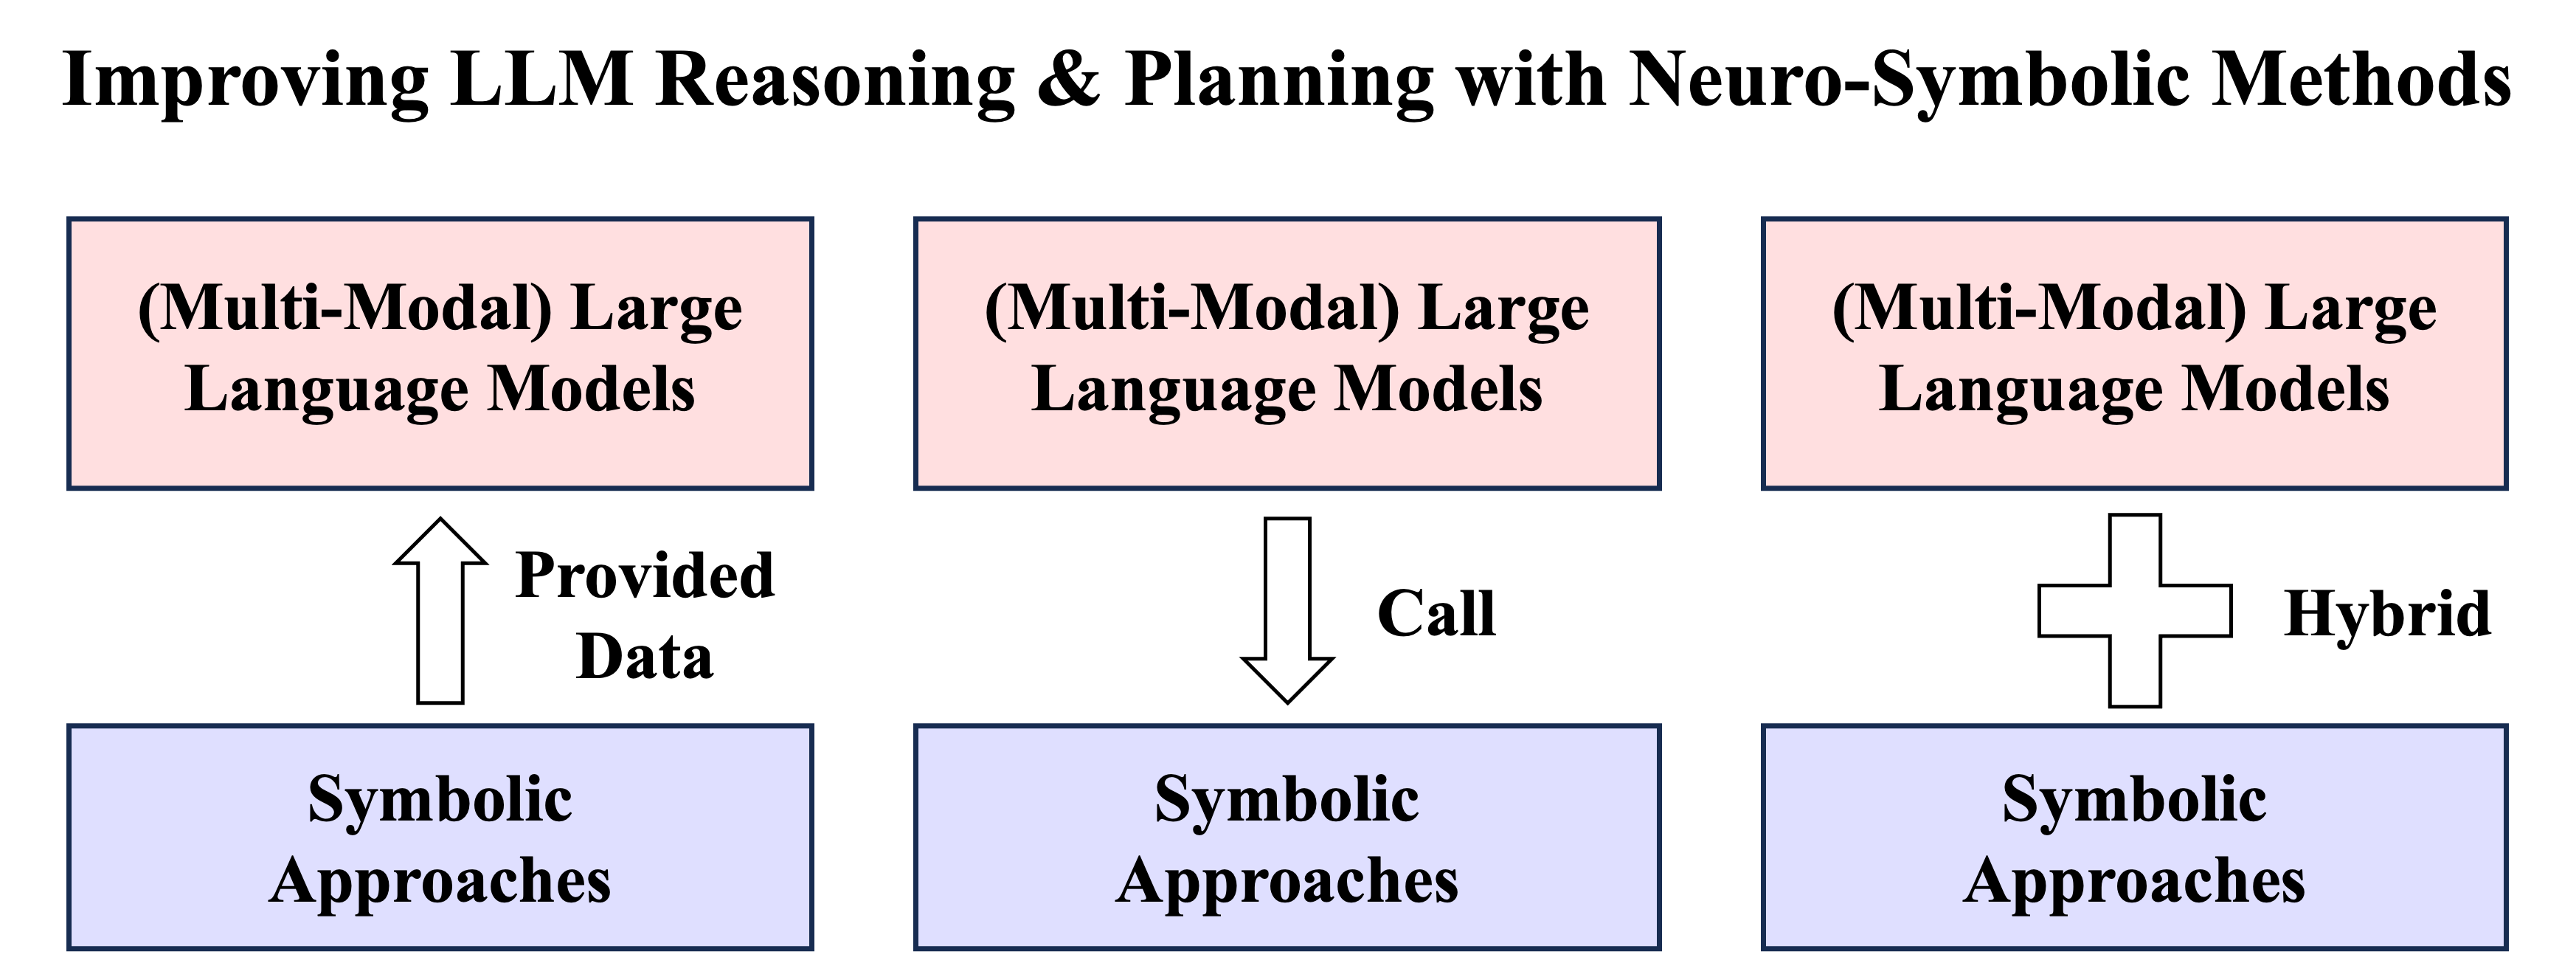 Improving LLM Reasoning & Planning with Neuro-Symbolic Methods
(Multi-Modal) Large
Language Models
Provided
Data
Symbolic
Approaches
(Multi-Modal) Large
Language Models
Call
Symbolic
Approaches
(Multi-Modal) Large
Language Models
Hybrid
Symbolic
Approaches